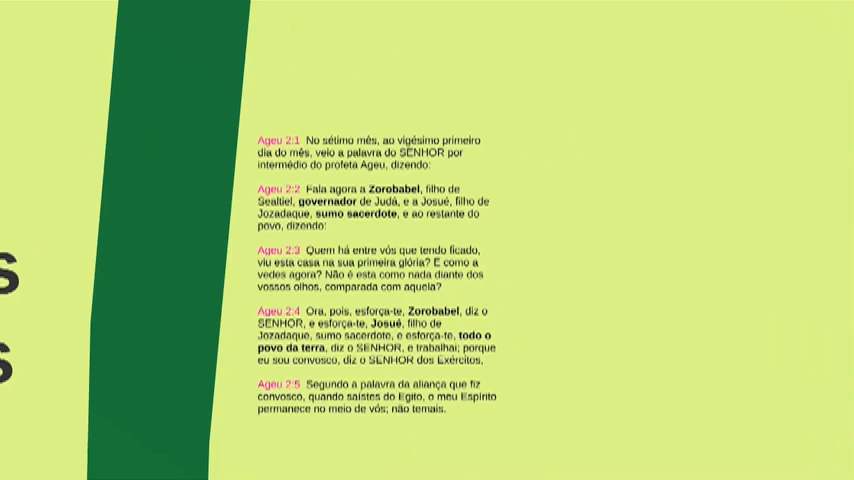 Ageu 2:1 No sétimo mês, ao vigésimo primeiro
dia do mês, veio a palavra do SENHOR por
intermédio do profeta Ageu, dizendo:
Ageu 2:2 Fala agora a Zorobabel, filho de
Sealtiel, governador de Judá, e a Josué, filho de
Jozadaque, sumo sacerdote, e ao restante do
povo, dizendo:
Ageu 2:3 Quem há entre vós que tendo ficado,
viu esta casa na sua primeira glória? E como a
vedes agora? Não é esta como nada diante dos
vossos olhos, comparada com aquela?
Ageu 2:4 Ora, pois, esforça-te, Zorobabel, diz o
SENHOR, e esforça-te, Josué, filho de
Jozadaque, sumo sacerdote, e esforça-te, todo o
povo da terra, diz o SENHOR, e trabalhai; porque
eu sou convosco, diz o SENHOR dos Exércitos,
Ageu 2:5 Segundo a palavra da aliança que fiz
convosco, quando saístes do Egito, o meu Espírito
permanece no meio de vós; não temais.
s
s